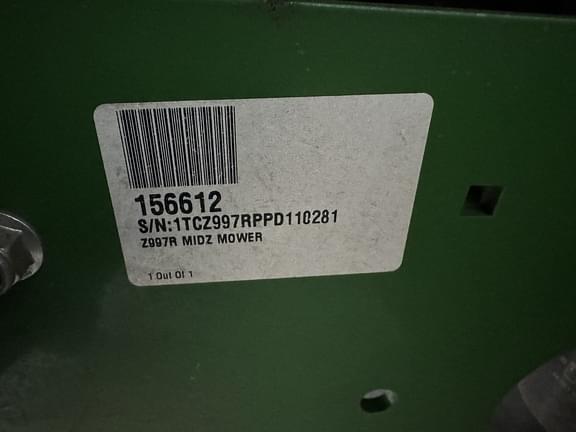 156612
S/N:1TCZ997RPPD110281
Z997R MIDZ MOWER
1 Out Of 1